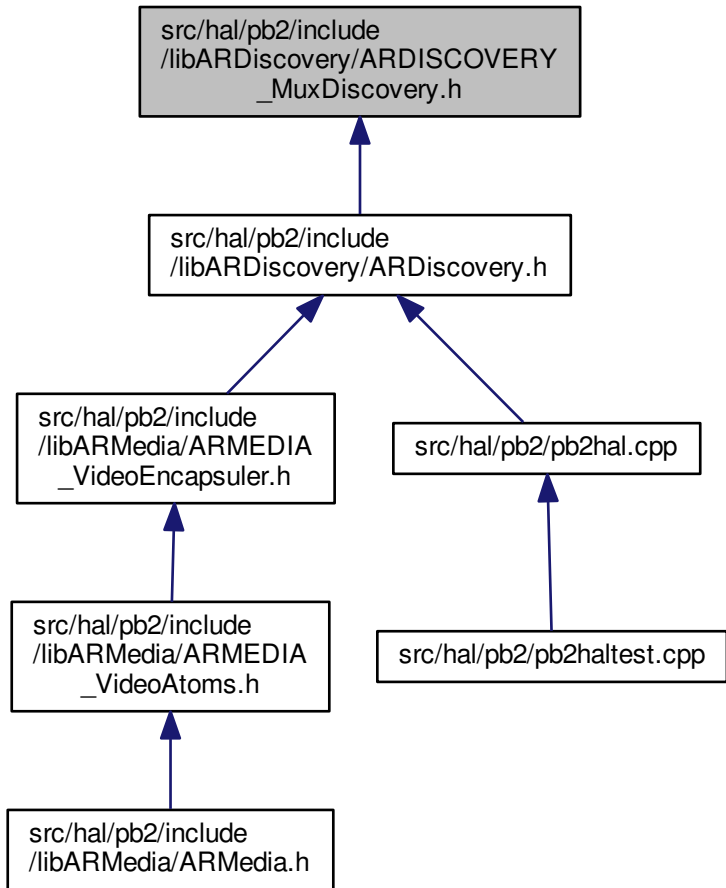 src/hal/pb2/include
/libARDiscovery/ARDISCOVERY
_MuxDiscovery.h
src/hal/pb2/include
/libARDiscovery/ARDiscovery.h
src/hal/pb2/include
/libARMedia/ARMEDIA
_VideoEncapsuler.h
src/hal/pb2/pb2hal.cpp
src/hal/pb2/include
/libARMedia/ARMEDIA
_VideoAtoms.h
src/hal/pb2/pb2haltest.cpp
src/hal/pb2/include
/libARMedia/ARMedia.h